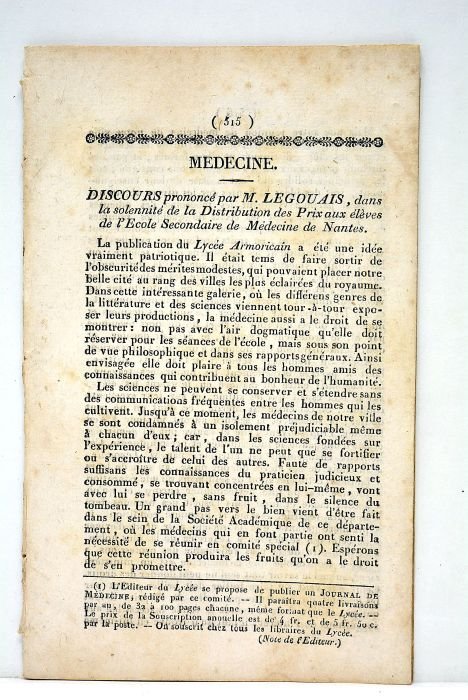 ( 515 )
MEDECINE.
DISCOURS prononcé par M. LEGOUAIS, dans
la solennité de la Distribution des Prix aux élèves
de l'Ecole Secondaire de Médecine de Nantes.
La publication du Lycée Armoricain a été une idée
vraiment patriotique. Il était tems de faire sortir de
l'obscurité des mérites modestes, qui pouvaient placer notre
belle cité au rang des villes les plus éclairées du royaume.
Dans cette intéressante galerie, où les différens genres de
la littérature et des sciences viennent tour-à-tour expo-
ser leurs productions, la médecine aussi a le droit de se
montrer : non pas avec l'air dogmatique qu'elle doit
réserver pour les séances de l'école, mais sous son point
de vue philosophique et dans ses rapports généraux. Ainsi
envisagée elle doit plaire à tous les hommes amis des
connaissances qui contribuent au bonheur de l'humanité.
Les sciences ne peuvent se conserver et s'étendre sans
des communications fréquentes entre les hommes qui les
cultivent. Jusqu'à ce moment, les médecins de notre ville
se sont condamnés à un isolement préjudiciable même
à chacun d'eux ; car, dans les sciences fondées sur
l'expérience, le talent de l'un ne peut que se fortifier
ou s'accroître de celui des autres. Faute de rapports
suffisans les connaissances du praticien judicieux et
consommé, se trouvant concentrées en lui-même, vont
avec lui se perdre, sans fruit, dans le silence du
tombeau. Un grand pas vers le bien vient d'être fait
dans le sein de la Société Académique de ce départe-
ment, où les médecins qui en font partie ont senti la
nécessité de se réunir en comité spécial (1). Espérons
que cette réunion produira les fruits qu'on a le droit
de s'en promettre.
(1) L'Editeur du Lycée se propose de publier un JOURNAL DE
MÉDECINE, rédigé par ce comité. — Il paraîtra quatre livraisons
par an, de 32 à 100 pages chacune, même format que le Lycée. —
Le prix de la Souscription annuelle est de 4 fr. et de 5 fr. 50 c.
par la poste. — On souscrit chez tous les libraires du Lycée.
(Note de l'Editeur.)